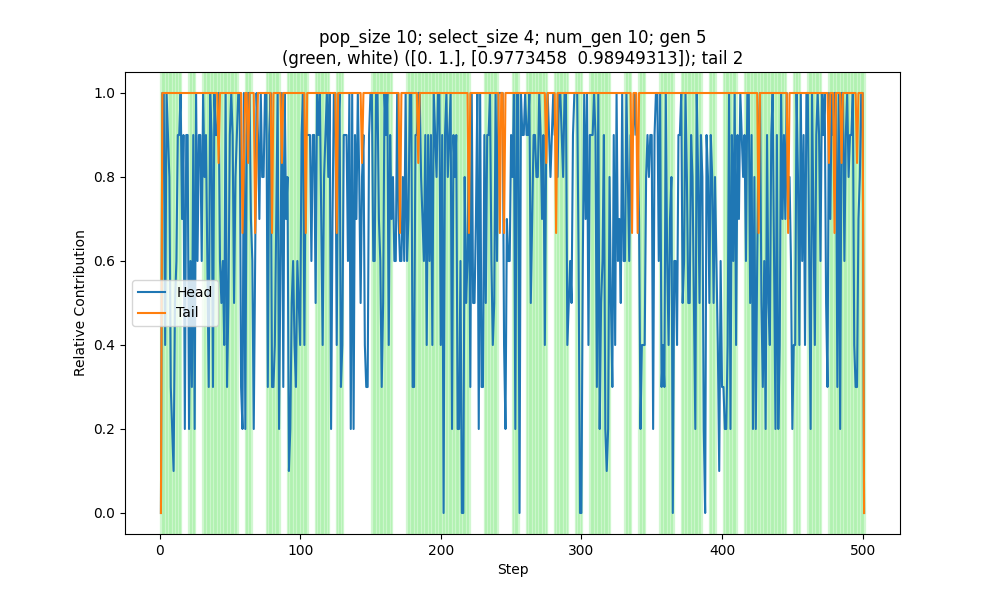 pop_size 10; select_size 4; num_gen 10; gen 5
(green, white) ([0. 1.], [0.9773458  0.98949313]); tail 2
1.0
0.8
0.6
0.4
0.2
0.0
Relative Contribution
Head
Tail
0
100
200
300
400
500
Step